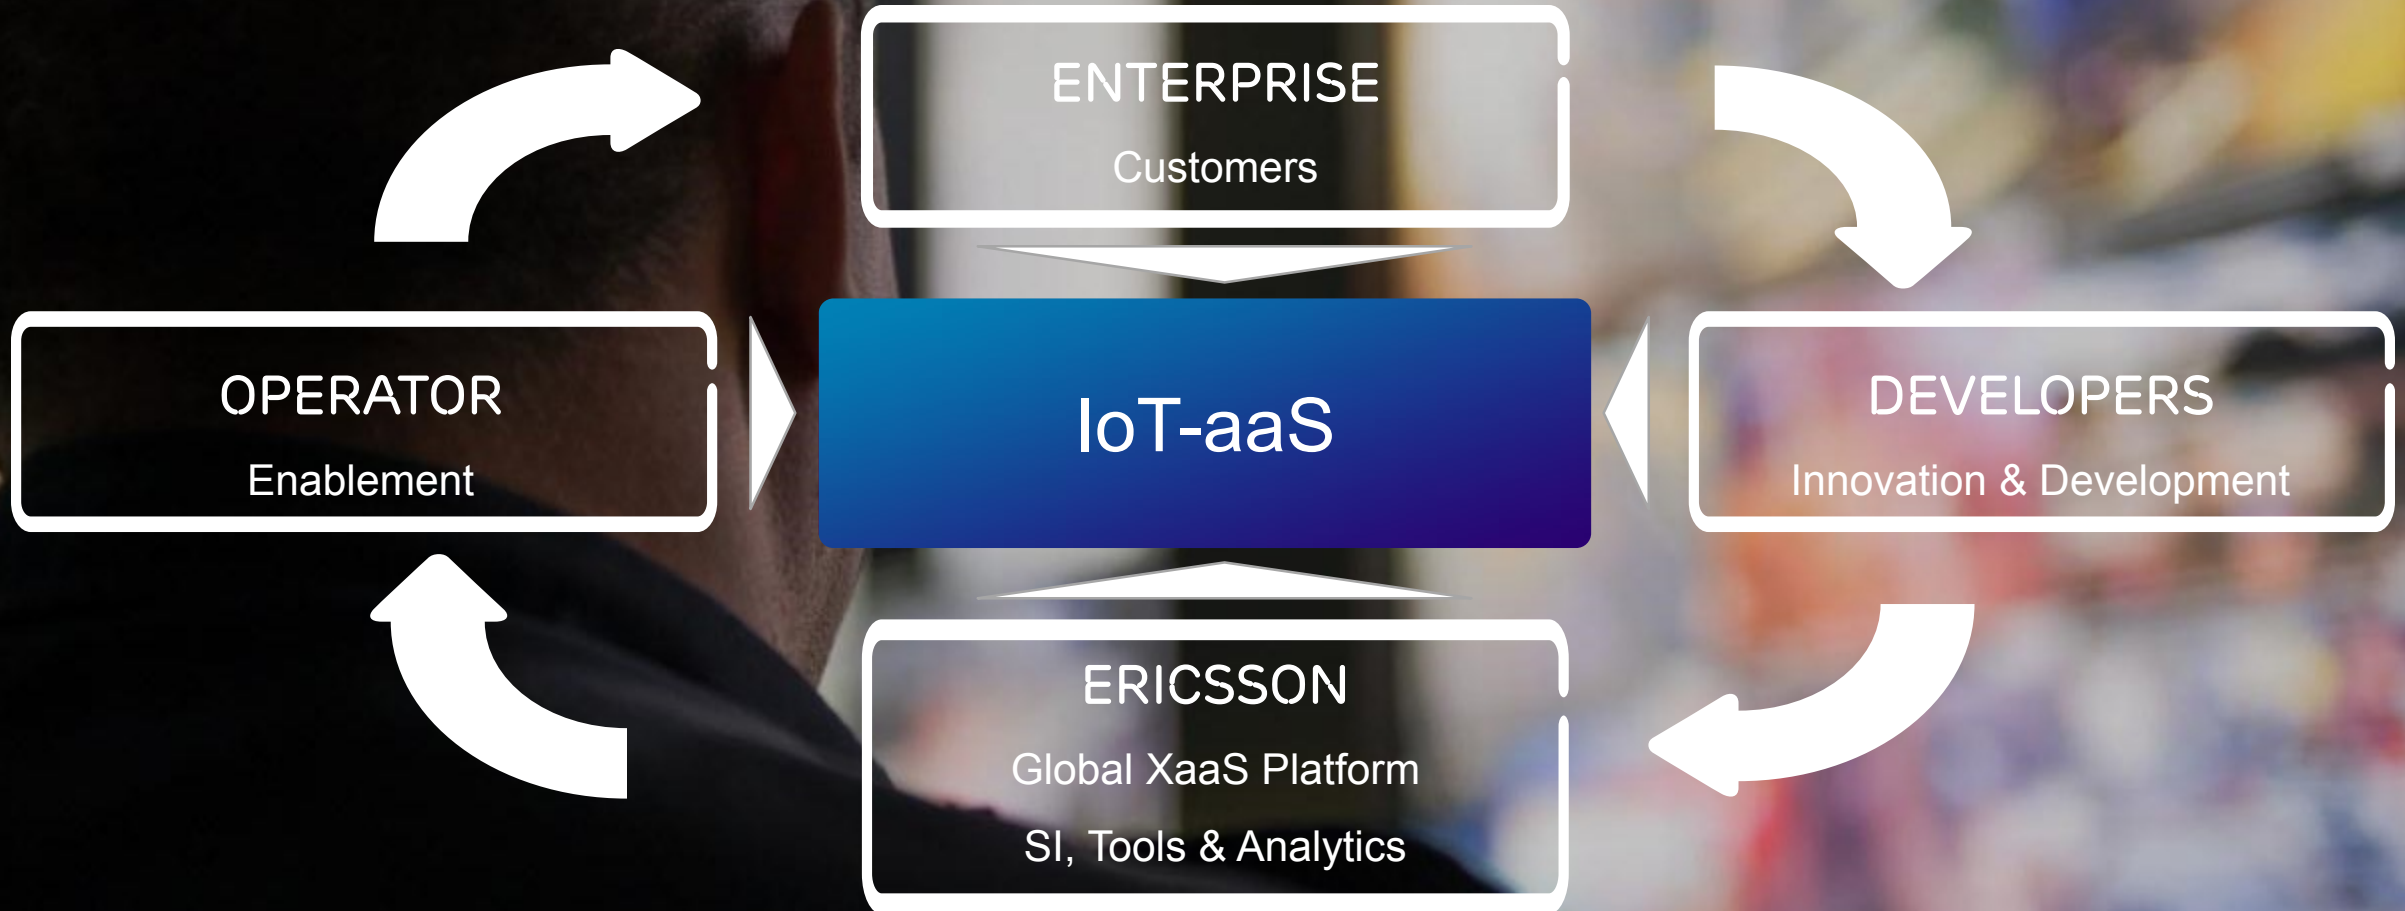 ENTERPRISE
Customers
OPERATOR
Enablement
IoT-aaS
DEVELOPERS
Innovation & Development
ERICSSON
Global XaaS Platform
SI, Tools & Analytics